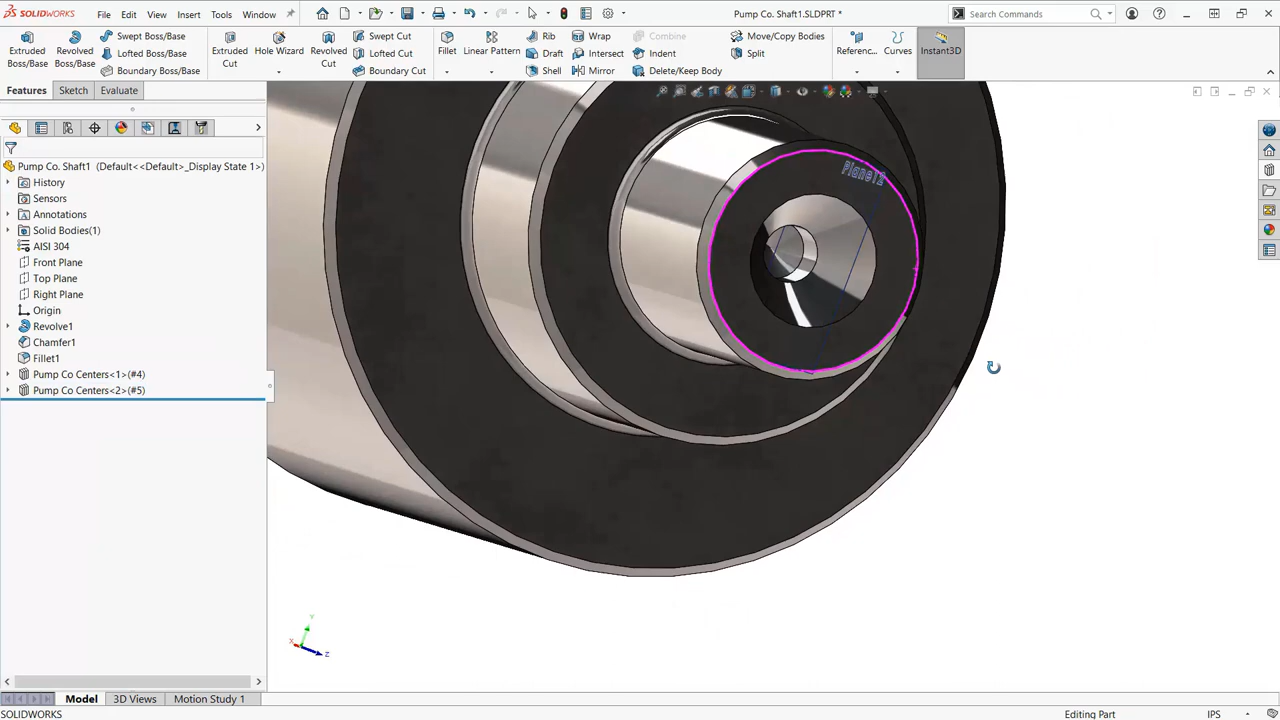 SOLIDWORKS File Edit View Insert Tools Window Pump Co. Shaft1.SLDPRT * Search Commands
Extruded Boss/Base
Revolved Boss/Base
Swept Boss/Base
Lofted Boss/Base
Boundary Boss/Base
Extruded Cut
Hole Wizard
Revolved Cut
Swept Cut
Lofted Cut
Boundary Cut
Fillet
Linear Pattern
Rib
Draft
Shell
Wrap
Intersect
Mirror
Combine
Indent
Delete/Keep Body
Move/Copy Bodies
Split
Referenc...
Curves
Instant3D
Features Sketch Evaluate
Pump Co. Shaft1 (Default<<Default>_Display State 1>)
History
Sensors
Annotations
Solid Bodies(1)
AISI 304
Front Plane
Top Plane
Right Plane
Origin
Revolve1
Chamfer1
Fillet1
Pump Co Centers<1>(#4)
Pump Co Centers<2>(#5)
Plane12
Y
X
Z
Model 3D Views Motion Study 1
SOLIDWORKS Editing Part IPS